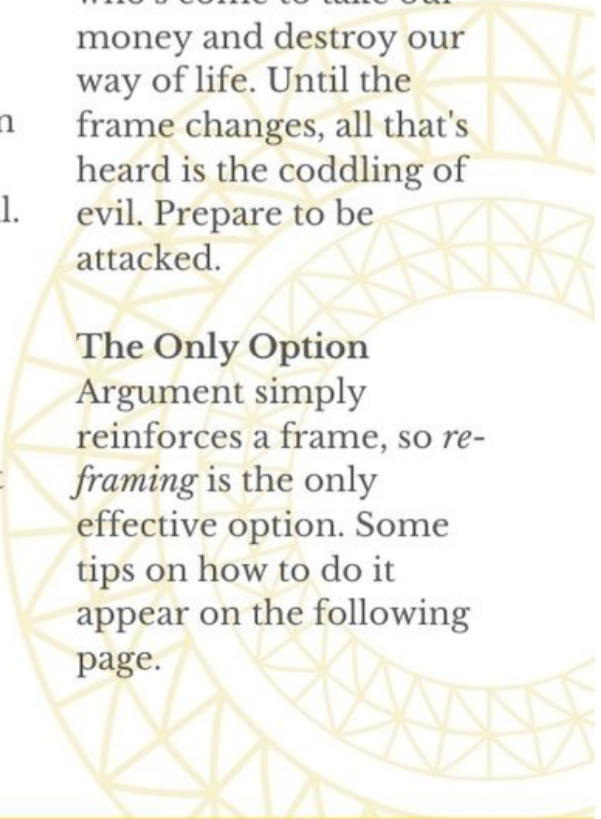 money and destroy our
way of life. Until the
frame changes, all that's
heard is the coddling of
evil. Prepare to be
attacked.
The Only Option
Argument simply
reinforces a frame, so re-
framing is the only
effective option. Some
tips on how to do it
appear on the following
page.